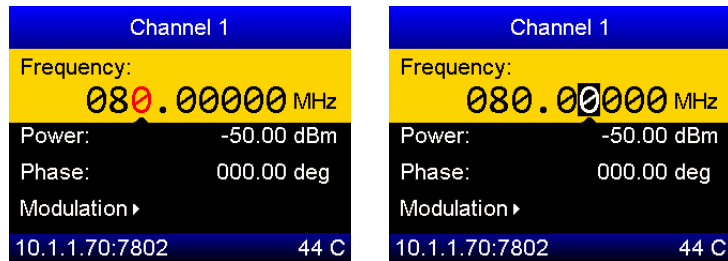 Channel 1
Frequency:
080.00000 MHz
Power: -50.00 dBm
Phase: 000.00 deg
Modulation ▸
10.1.1.70:7802 44 C
Channel 1
Frequency:
080.00000 MHz
Power: -50.00 dBm
Phase: 000.00 deg
Modulation ▸
10.1.1.70:7802 44 C